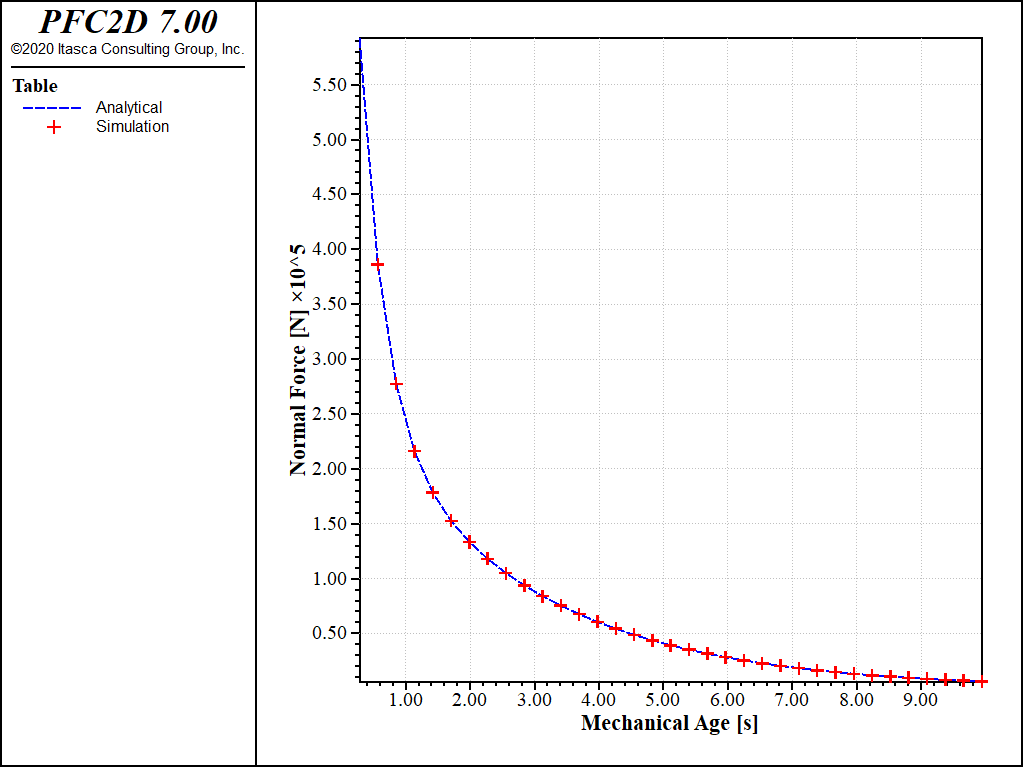 PFC2D 7.00
©2020 Itasca Consulting Group, Inc.
Table
Analytical
Simulation
Normal Force [N] ×10^5
5.50
5.00
4.50
4.00
3.50
3.00
2.50
2.00
1.50
1.00
0.50
1.00 2.00 3.00 4.00 5.00 6.00 7.00 8.00 9.00
Mechanical Age [s]